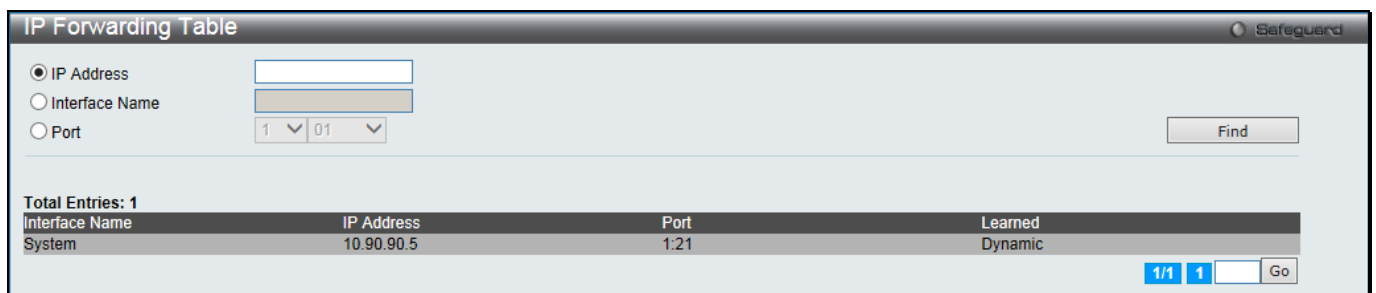 IP Forwarding Table Safeguard
IP Address
Interface Name
Port 1 01 Find
Total Entries: 1
Interface Name IP Address Port Learned
System 10.90.90.5 1:21 Dynamic
1/1 1 Go